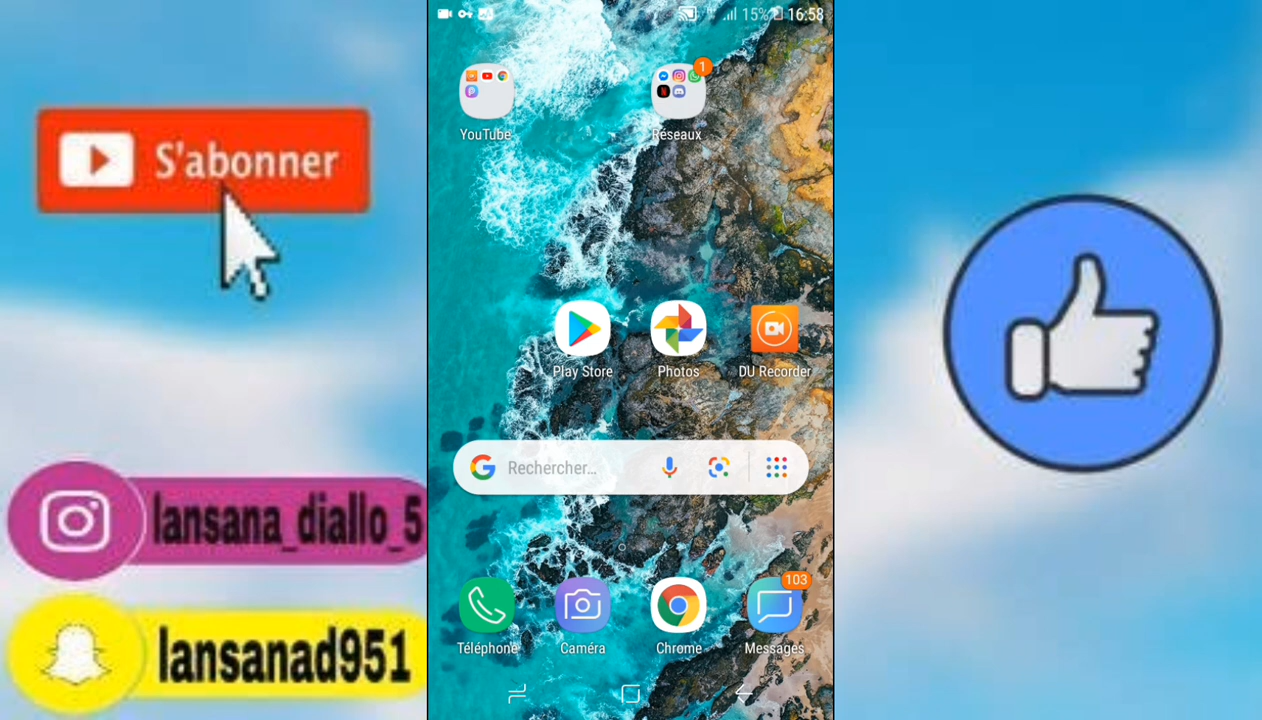 S'abonner
lansana_diallo_5
lansanad951
15% 16:58
1
YouTube
Réseaux
Play Store
Photos
DU Recorder
Rechercher...
103
Téléphone
Caméra
Chrome
Messages